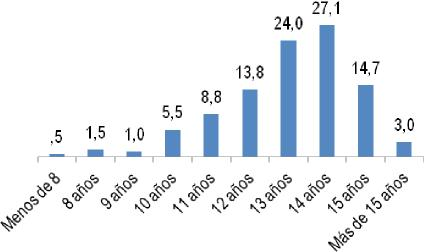 ,5
1,5
1,0
5,5
8,8
13,8
24,0
27,1
14,7
3,0
Menos de 8
8 años
9 años
10 años
11 años
12 años
13 años
14 años
15 años
Más de 15 años